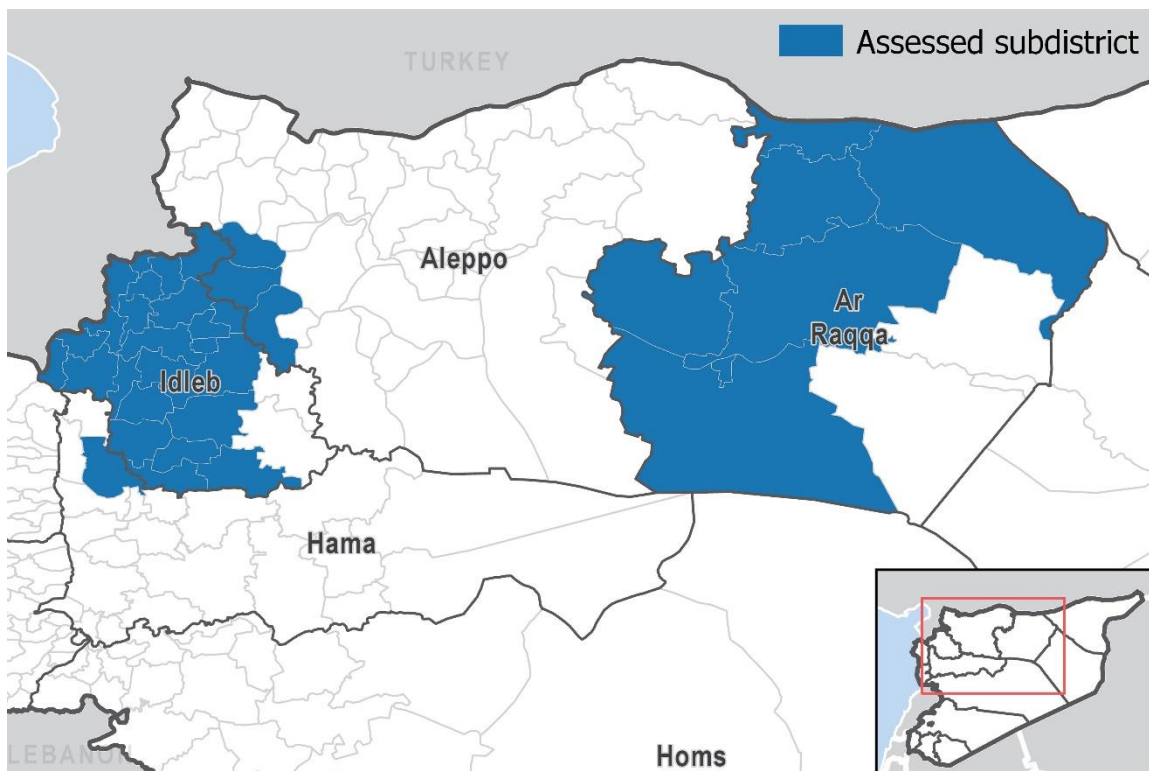 Assessed subdistrict
TURKEY
Aleppo
Ar
Raqqa
Idleb
Hama
Homs
LEBANON